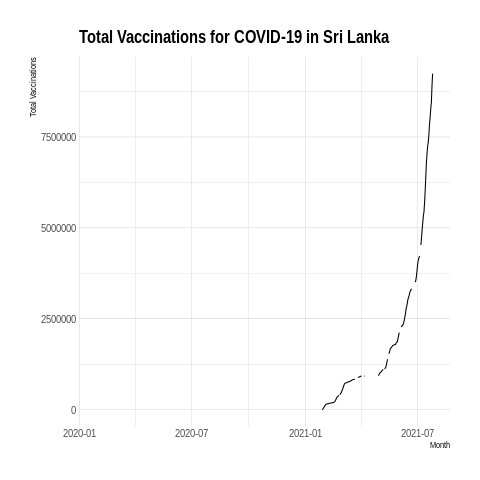 Total Vaccinations for COVID-19 in Sri Lanka
Total Vaccinations
7500000
5000000
2500000
0
2020-01 2020-07 2021-01 2021-07
Month